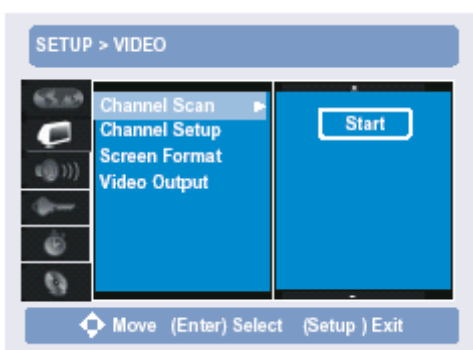 SETUP > VIDEO
Channel Scan
Start
Channel Setup
Screen Format
Video Output
Move (Enter) Select (Setup ) Exit